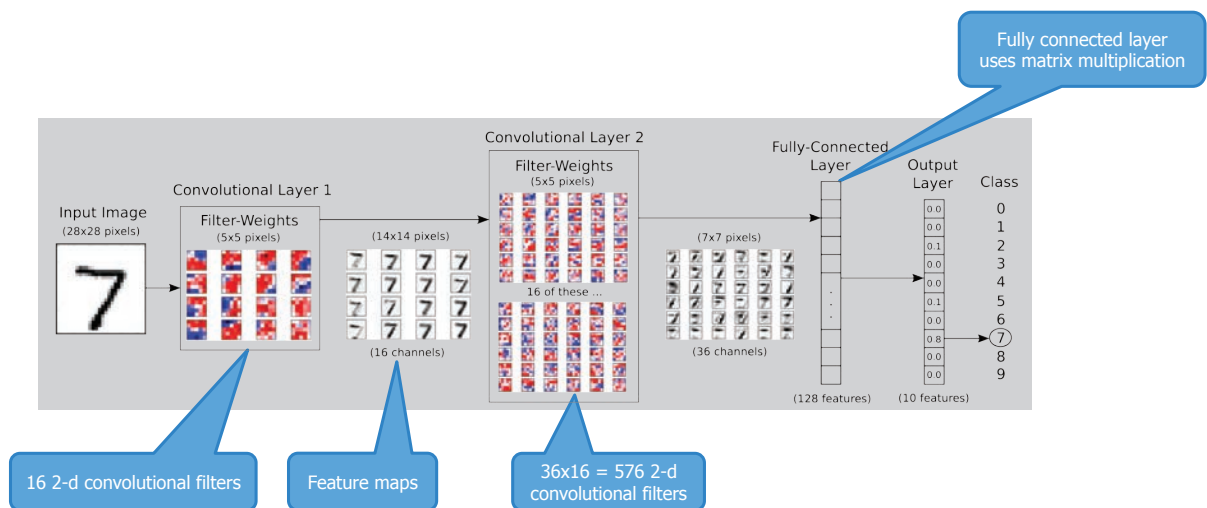 Fully connected layer
uses matrix multiplication
Convolutional Layer 2
Filter-Weights
(5x5 pixels)
16 of these ...
Fully-Connected
Layer
Output
Layer
Class
Convolutional Layer 1
Filter-Weights
(5x5 pixels)
Input Image
(28x28 pixels)
(14x14 pixels)
(16 channels)
(7x7 pixels)
(36 channels)
0.0 0
0.0 1
0.1 2
0.0 3
0.0 4
0.1 5
0.0 6
0.8 7
0.0 8
0.0 9
(128 features)
(10 features)
16 2-d convolutional filters
Feature maps
36x16 = 576 2-d
convolutional filters